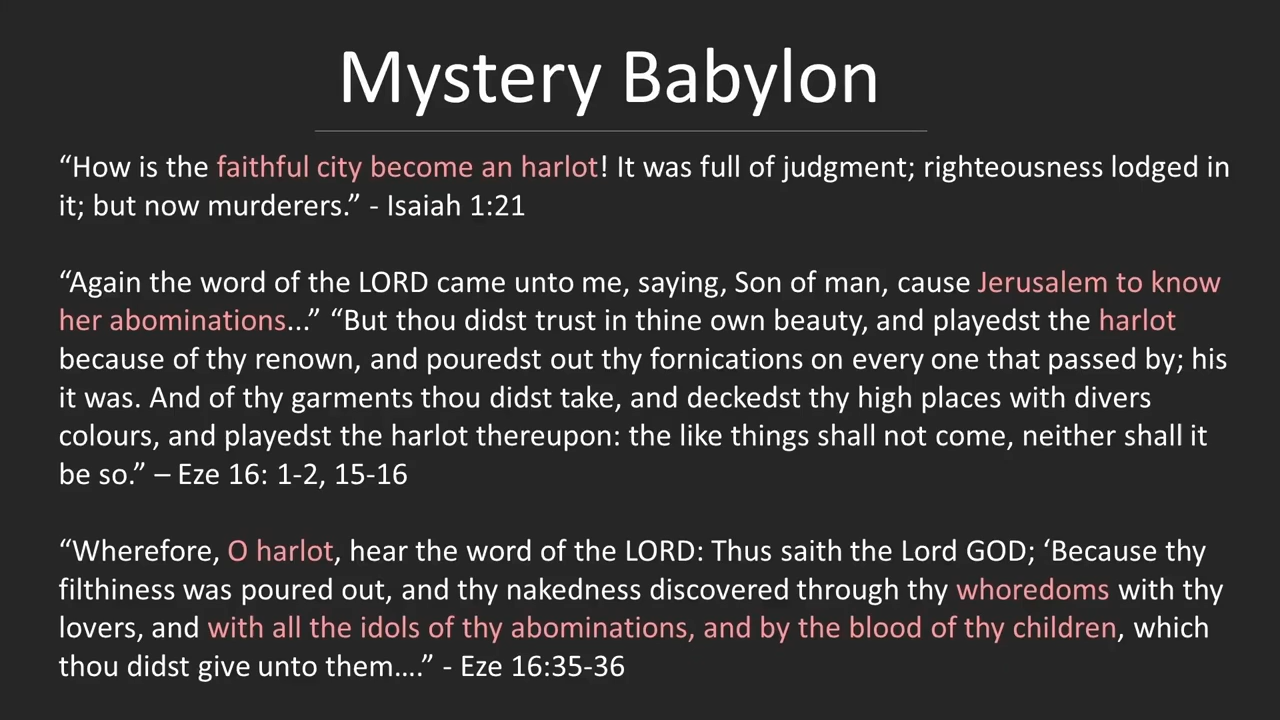 Mystery Babylon
“How is the faithful city become an harlot! It was full of judgment; righteousness lodged in
it; but now murderers.” - Isaiah 1:21
“Again the word of the LORD came unto me, saying, Son of man, cause Jerusalem to know
her abominations...” “But thou didst trust in thine own beauty, and playedst the harlot
because of thy renown, and pouredst out thy fornications on every one that passed by; his
it was. And of thy garments thou didst take, and deckedst thy high places with divers
colours, and playedst the harlot thereupon: the like things shall not come, neither shall it
be so.” – Eze 16: 1-2, 15-16
“Wherefore, O harlot, hear the word of the LORD: Thus saith the Lord GOD; ‘Because thy
filthiness was poured out, and thy nakedness discovered through thy whoredoms with thy
lovers, and with all the idols of thy abominations, and by the blood of thy children, which
thou didst give unto them....” - Eze 16:35-36